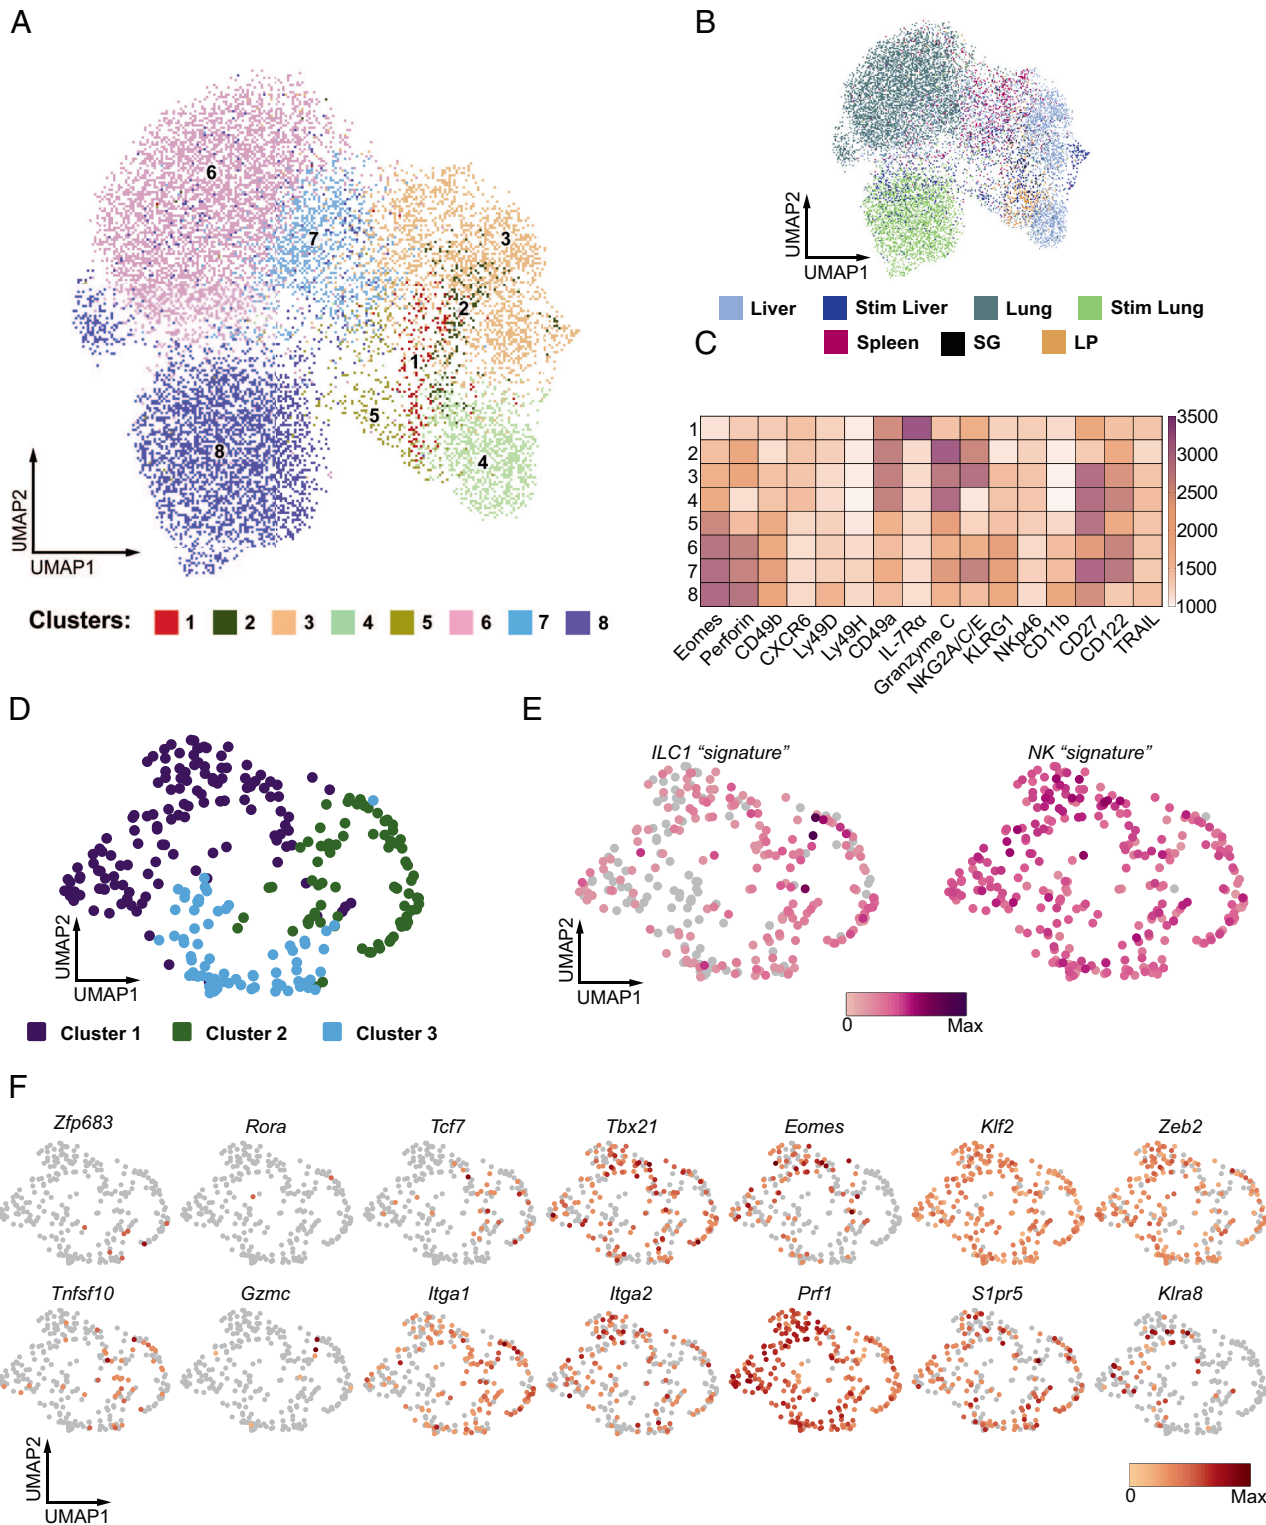 A
6
7
3
2
1
5
4
8
UMAP2
UMAP1
Clusters: 1 2 3 4 5 6 7 8
B
UMAP2
UMAP1
Liver Stim Liver Lung Stim Lung
Spleen SG LP
C
1
2
3
4
5
6
7
8
3500
3000
2500
2000
1500
1000
Eomes Perforin CD49b CXCR6 Ly49D Ly49H CD49a IL-7Rα Granzyme C NKG2A/C/E KLRG1 NKp46 CD11b CD27 CD122 TRAIL
D
UMAP2
UMAP1
Cluster 1 Cluster 2 Cluster 3
E
ILC1 “signature” NK “signature”
UMAP2
UMAP1
0 Max
F
Zfp683 Rora Tcf7 Tbx21 Eomes Klf2 Zeb2
Tnfsf10 Gzmc Itga1 Itga2 Prf1 S1pr5 Klra8
UMAP2
UMAP1
0 Max